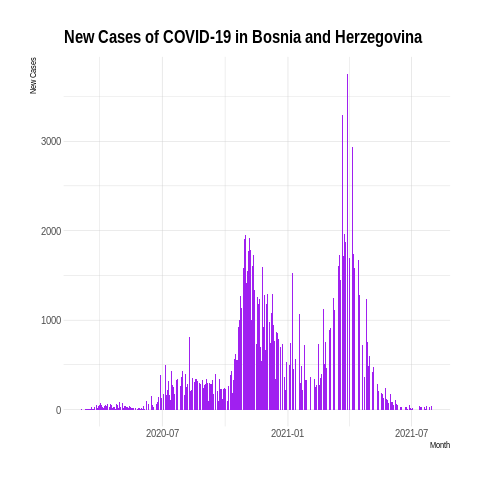 New Cases of COVID-19 in Bosnia and Herzegovina
New Cases
3000
2000
1000
0
2020-07
2021-01
2021-07
Month